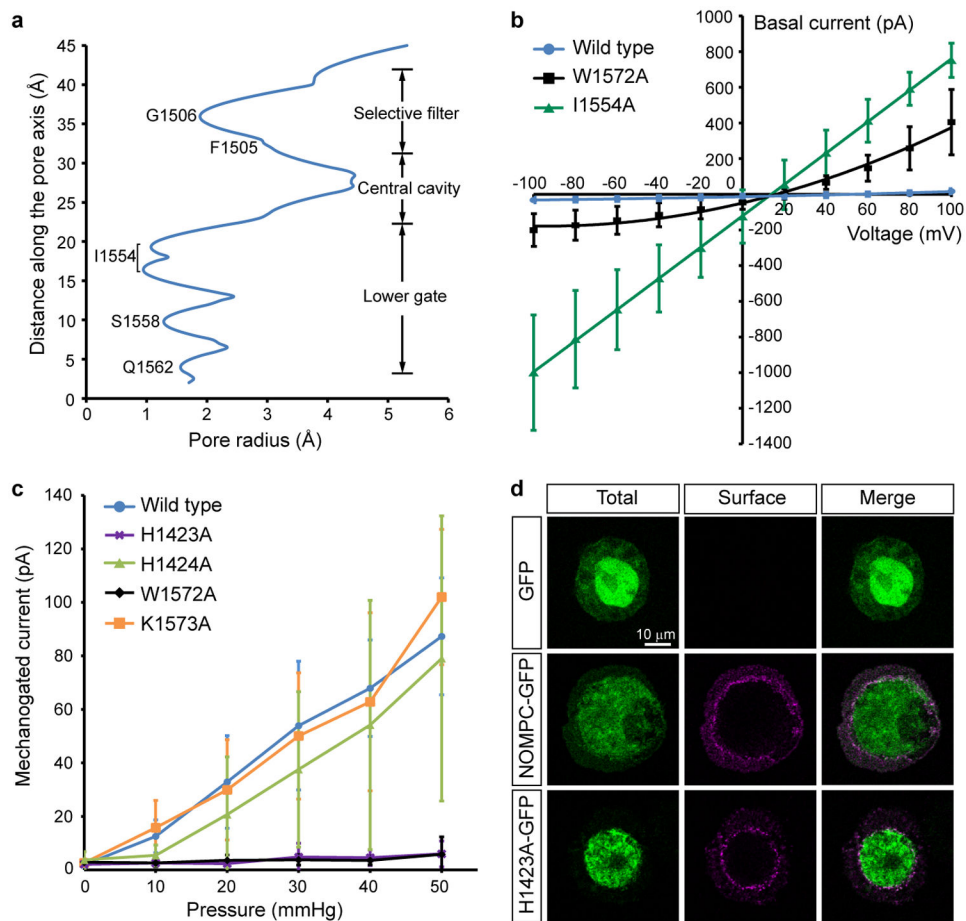 a
Distance along the pore axis (Å)
45
40
35
30
25
20
15
10
5
0
G1506
F1505
I1554
S1558
Q1562
Selective filter
Central cavity
Lower gate
0 1 2 3 4 5 6
Pore radius (Å)
b
Basal current (pA)
Wild type
W1572A
I1554A
1000
800
600
400
200
0
-200
-400
-600
-800
-1000
-1200
-1400
-100 -80 -60 -40 -20 0 20 40 60 80 100
Voltage (mV)
c
Mechanogated current (pA)
140
120
100
80
60
40
20
0
Wild type
H1423A
H1424A
W1572A
K1573A
0 10 20 30 40 50
Pressure (mmHg)
d
Total Surface Merge
GFP
10 μm
NOMPC-GFP
H1423A-GFP